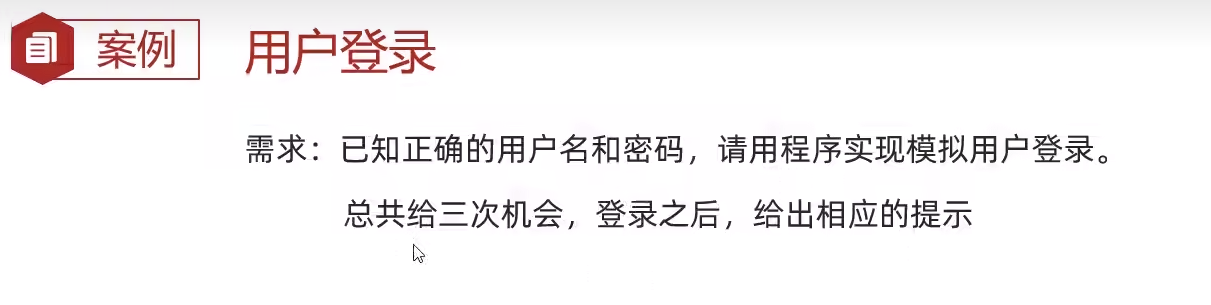 案例
用户登录
需求：已知正确的用户名和密码，请用程序实现模拟用户登录。
总共给三次机会，登录之后，给出相应的提示